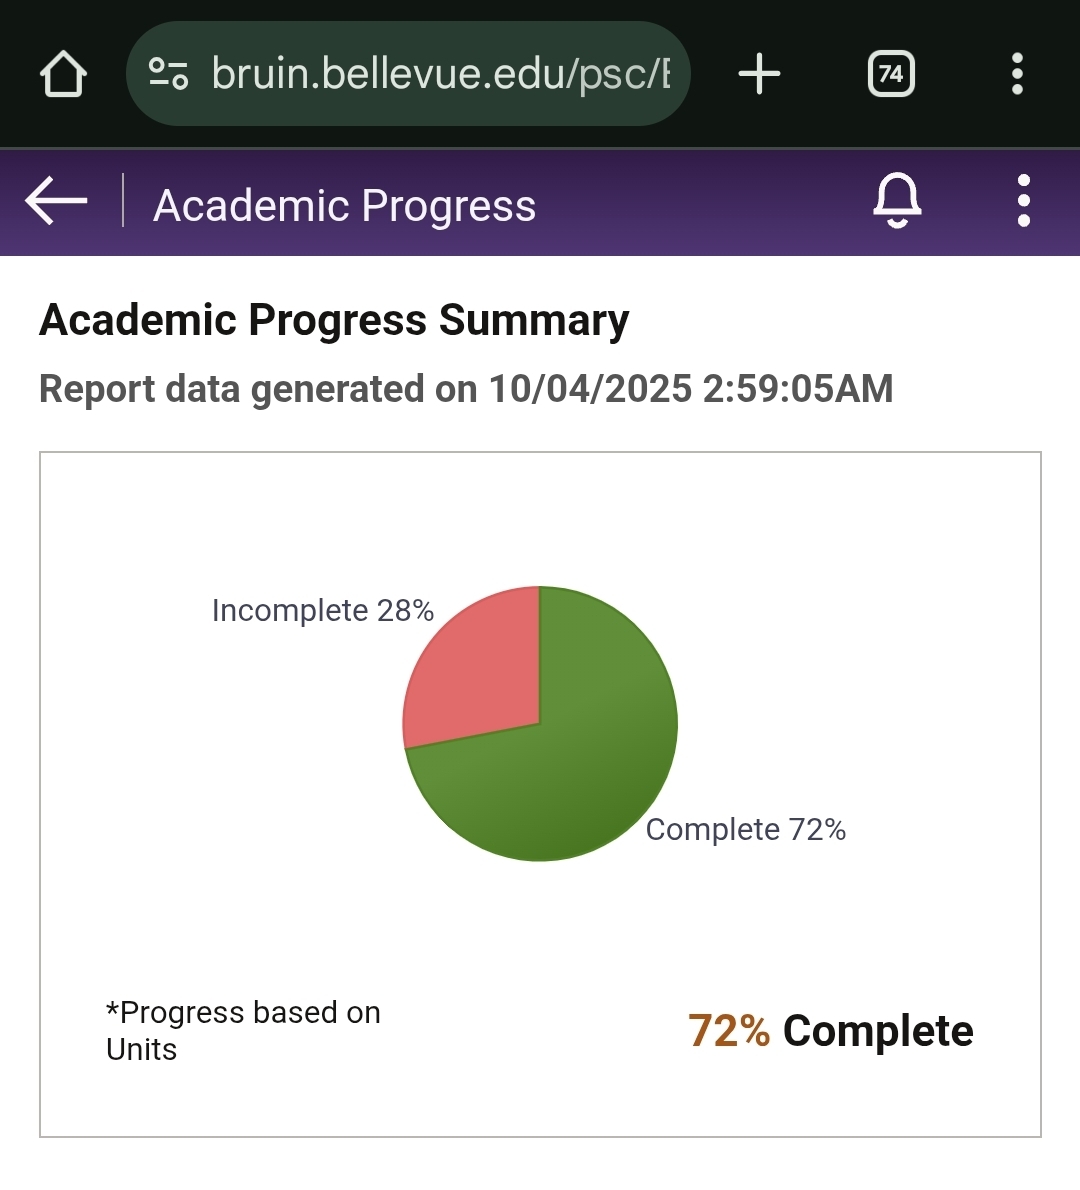 bruin.bellevue.edu/psc/
74
Academic Progress
Academic Progress Summary
Report data generated on 10/04/2025 2:59:05AM
Incomplete 28%
Complete 72%
*Progress based on
Units
72% Complete